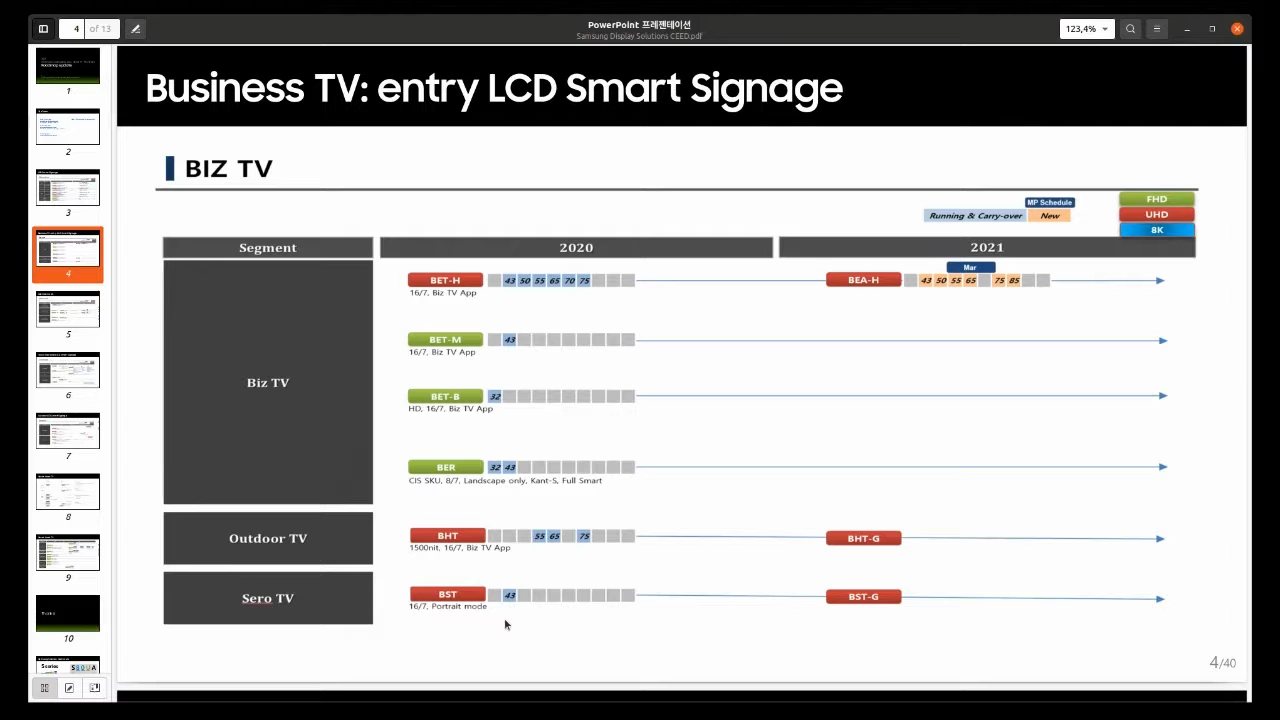 PowerPoint 프레젠테이션
Samsung Display Solutions CEED.pdf
4 of 13
123,4%
Business TV: entry LCD Smart Signage
BIZ TV
MP Schedule
Running & Carry-over New
FHD
UHD
8K
Segment 2020 2021
Biz TV
BET-H 43 50 55 65 70 75
16/7, Biz TV App
Mar
BEA-H 43 50 55 65 75 85
BET-M 43
16/7, Biz TV App
BET-B 32
HD, 16/7, Biz TV App
BER 32 43
CIS SKU, 8/7, Landscape only, Kant-S, Full Smart
Outdoor TV
BHT 55 65 75
1500nit, 16/7, Biz TV App
BHT-G
Sero TV
BST 43
16/7, Portrait mode
BST-G
4/40
1
2
3
4
5
6
7
8
9
10